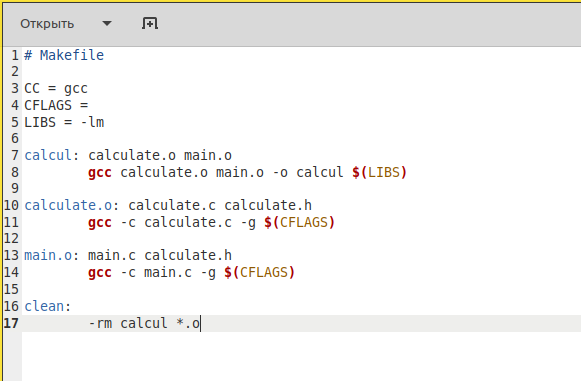 Открыть
1 # Makefile
2
3 CC = gcc
4 CFLAGS =
5 LIBS = -lm
6
7 calcul: calculate.o main.o
8         gcc calculate.o main.o -o calcul $(LIBS)
9
10 calculate.o: calculate.c calculate.h
11         gcc -c calculate.c -g $(CFLAGS)
12
13 main.o: main.c calculate.h
14         gcc -c main.c -g $(CFLAGS)
15
16 clean:
17         -rm calcul *.o